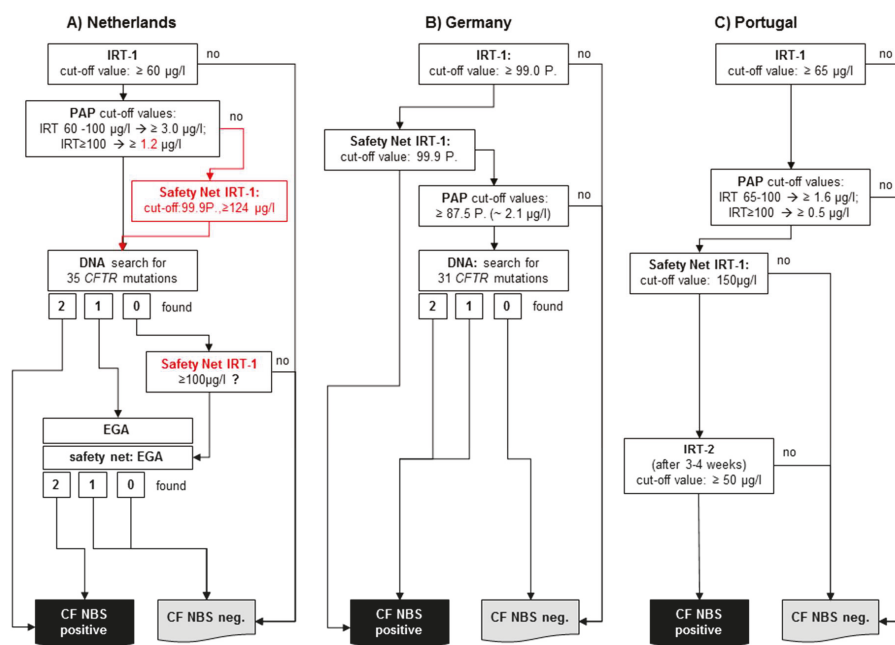 A) Netherlands
IRT-1
cut-off value: ≥ 60 µg/l
no
PAP cut-off values:
IRT 60 -100 µg/l → ≥ 3.0 µg/l;
IRT≥100 → ≥ 1.2 µg/l
no
Safety Net IRT-1:
cut-off:99.9P.,≥124 µg/l
DNA search for
35 CFTR mutations
2 1 0 found
Safety Net IRT-1
≥100µg/l ?
no
EGA
safety net: EGA
2 1 0 found
CF NBS
positive
CF NBS neg.
B) Germany
IRT-1:
cut-off value: ≥ 99.0 P.
no
Safety Net IRT-1:
cut-off value: 99.9 P.
PAP cut-off values:
≥ 87.5 P. (~ 2.1 µg/l)
no
DNA: search for
31 CFTR mutations
2 1 0 found
CF NBS
positive
CF NBS neg.
C) Portugal
IRT-1
cut-off value: ≥ 65 µg/l
no
PAP cut-off values:
IRT 65-100 → ≥ 1.6 µg/l;
IRT≥100 → ≥ 0.5 µg/l
no
Safety Net IRT-1:
cut-off value: 150µg/l
no
IRT-2
(after 3-4 weeks)
cut-off value: ≥ 50 µg/l
no
CF NBS
positive
CF NBS neg.